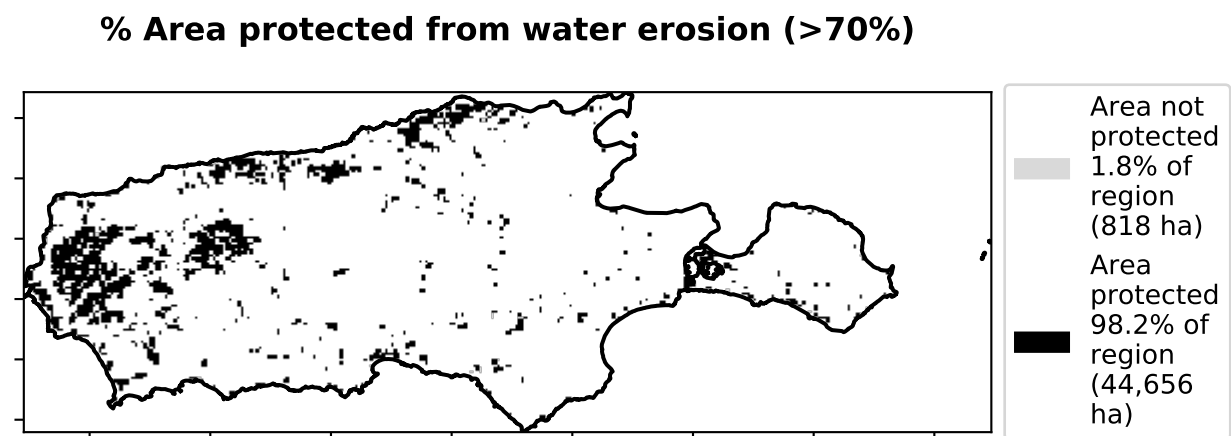 % Area protected from water erosion (>70%)
Area not
protected
1.8% of
region
(818 ha)
Area
protected
98.2% of
region
(44,656
ha)